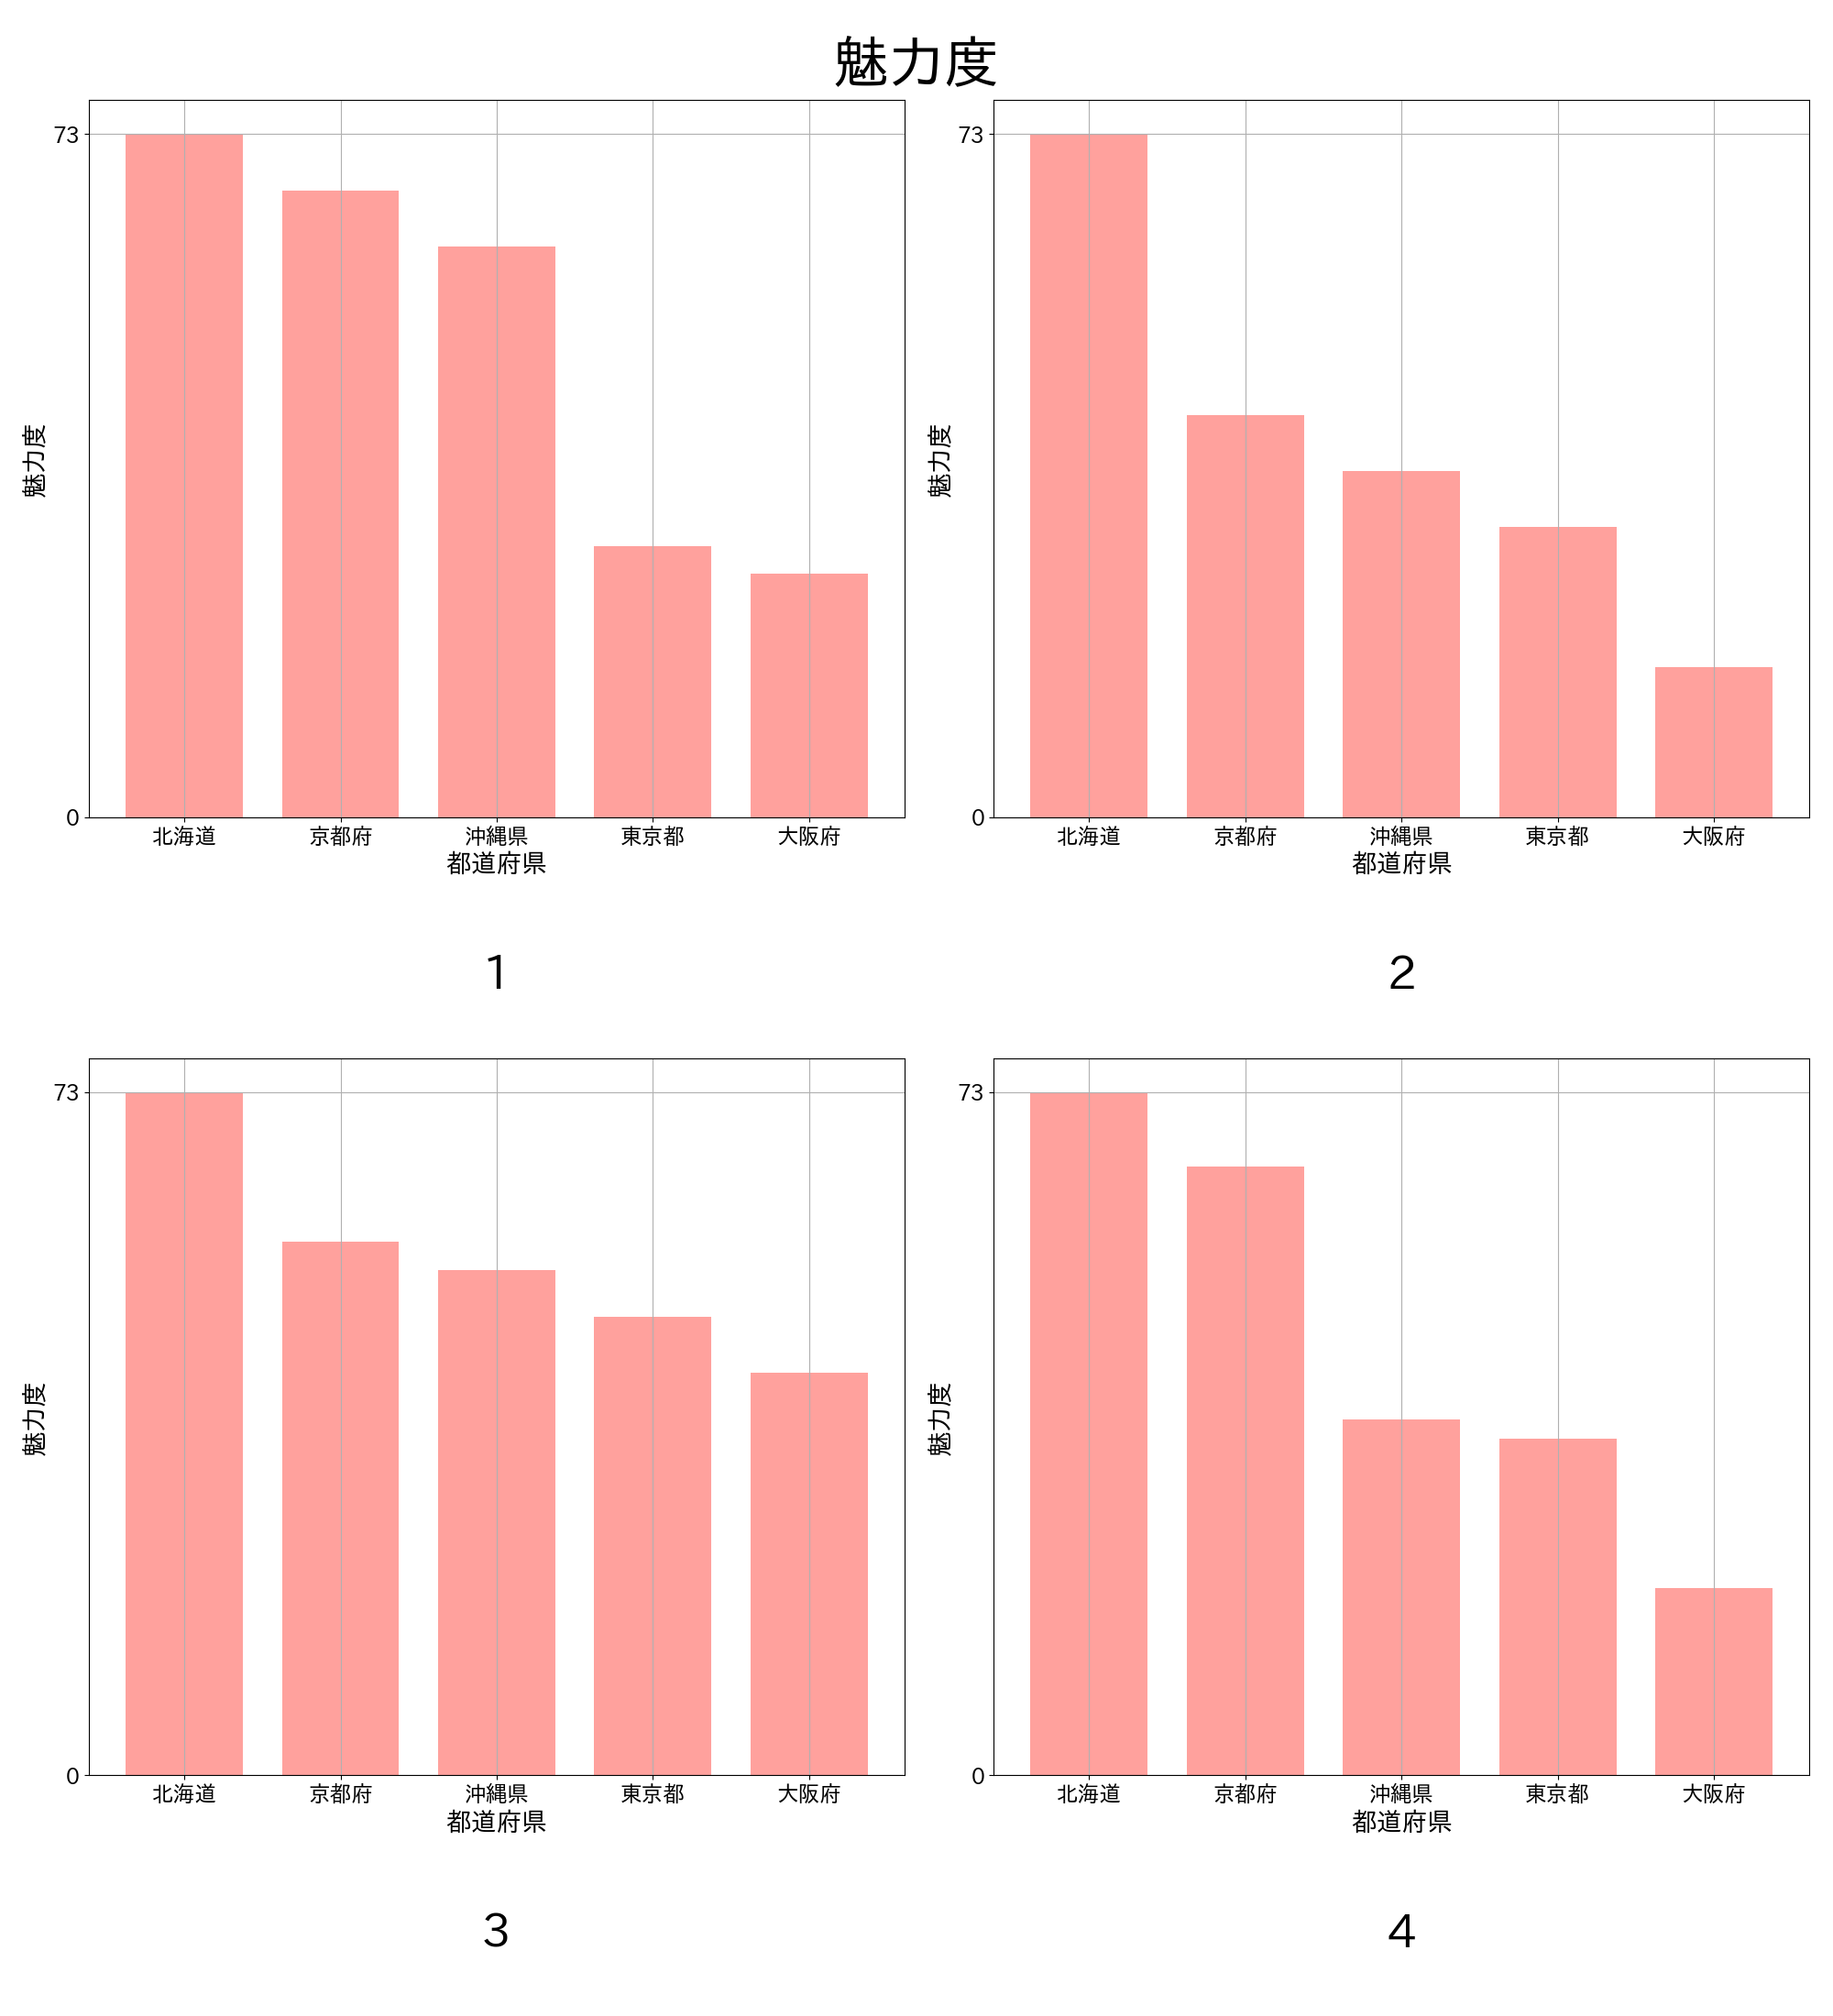 魅力度
73
0
魅力度
北海道 京都府 沖縄県 東京都 大阪府
都道府県
1
73
0
魅力度
北海道 京都府 沖縄県 東京都 大阪府
都道府県
2
73
0
魅力度
北海道 京都府 沖縄県 東京都 大阪府
都道府県
3
73
0
魅力度
北海道 京都府 沖縄県 東京都 大阪府
都道府県
4